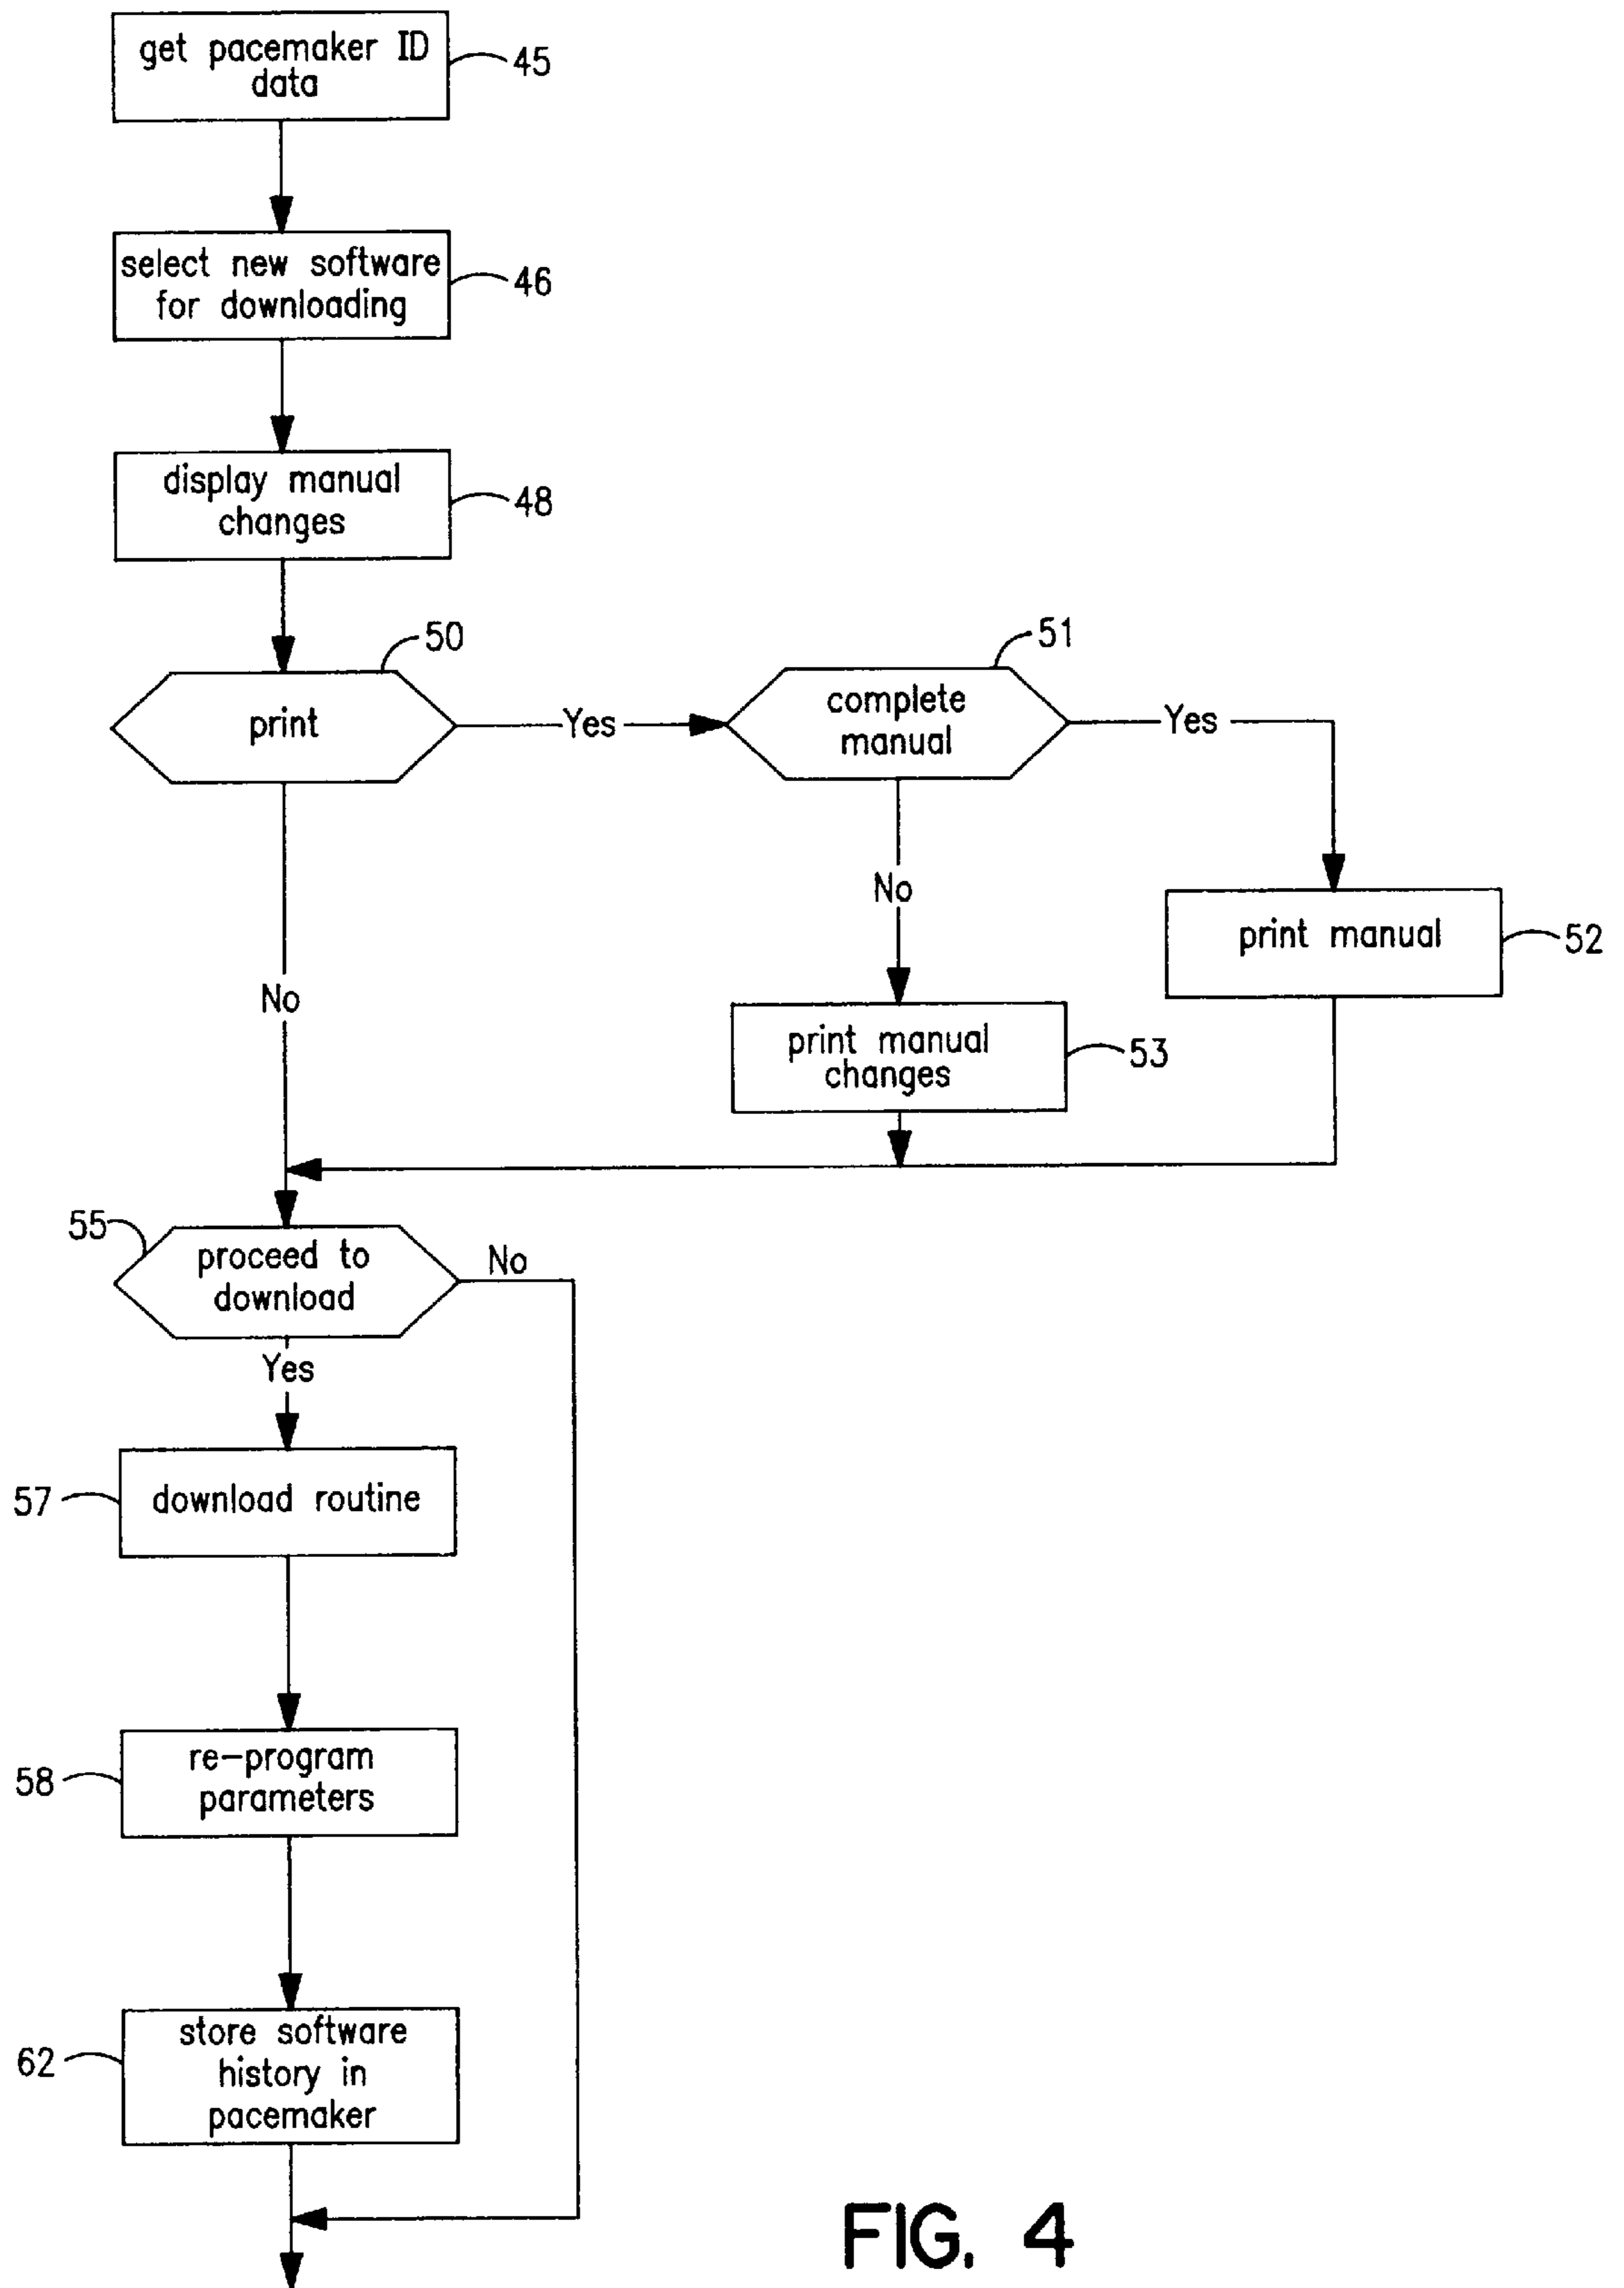 get pacemaker ID
data
45
select new software
for downloading
46
display manual
changes
48
50
print
Yes
51
complete
manual
Yes
No
No
print manual
52
print manual
changes
53
55
proceed to
download
No
Yes
57
download routine
58
re-program
parameters
62
store software
history in
pacemaker
FIG. 4